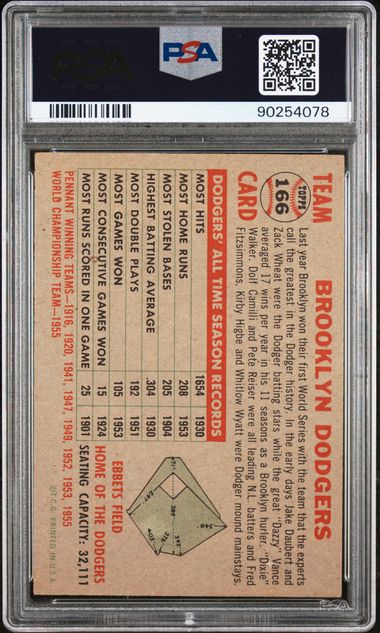 PSA
PSA
90254078
TEAM
CARD
TOPPS
166
BROOKLYN DODGERS
Last year Brooklyn won their first World Series with the team that the experts
call the greatest in the Dodger history. In the early days Jake Daubert and
Zack Wheat were the Dodger batting stars while the great "Dazzy" Vance
averaged 17 wins per year in his 11 seasons as a Brooklyn hurler. "Dixie"
Walker, Dolf Camilli and Pete Reiser were all leading N.L. batters and Fred
Fitzsimmons, Kirby Higbe and Whitlow Wyatt were Dodger mound mainstays.
DODGERS' ALL TIME SEASON RECORDS
MOST HITS 1654 1930
MOST HOME RUNS 208 1953
MOST STOLEN BASES 205 1904
HIGHEST BATTING AVERAGE .304 1930
MOST DOUBLE PLAYS 192 1951
MOST GAMES WON 105 1953
MOST CONSECUTIVE GAMES WON 15 1924
MOST RUNS SCORED IN ONE GAME 25 1901
PENNANT WINNING TEAMS—1916, 1920, 1941, 1947, 1949, 1952, 1953, 1955
WORLD CHAMPIONSHIP TEAM—1955
EBBETS FIELD
HOME OF THE DODGERS
SEATING CAPACITY: 32,111
©T.C.G. PRINTED IN U.S.A.